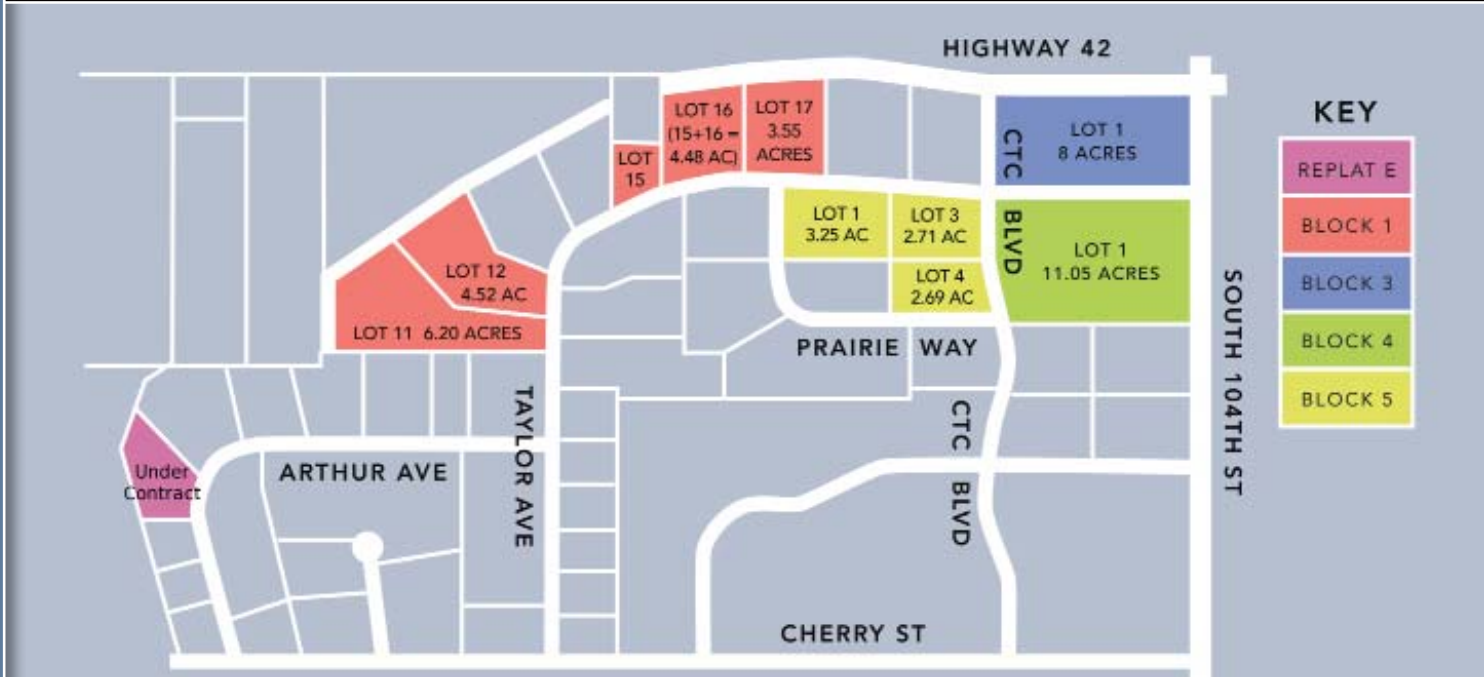 HIGHWAY 42
LOT 16
(15+16 =
4.48 AC)
LOT 17
3.55
ACRES
LOT
15
CTC
BLVD
LOT 1
8 ACRES
LOT 1
3.25 AC
LOT 3
2.71 AC
LOT 4
2.69 AC
LOT 1
11.05 ACRES
LOT 12
4.52 AC
LOT 11 6.20 ACRES
PRAIRIE WAY
SOUTH 104TH ST
TAYLOR AVE
CTC BLVD
ARTHUR AVE
Under
Contract
CHERRY ST
KEY
REPLAT E
BLOCK 1
BLOCK 3
BLOCK 4
BLOCK 5